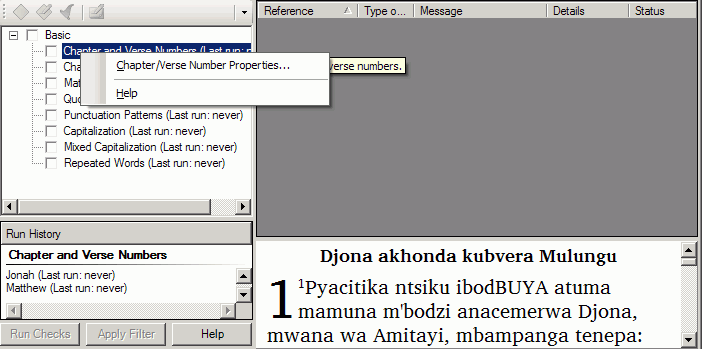 Reference Type o... Message Details Status
Basic
Chapter and Verse Numbers (Last run: n
Cha
Chapter/Verse Number Properties...
verse numbers.
Mat
Quo
Help
Punctuation Patterns (Last run: never)
Capitalization (Last run: never)
Mixed Capitalization (Last run: never)
Repeated Words (Last run: never)
Run History
Chapter and Verse Numbers
Jonah (Last run: never)
Matthew (Last run: never)
Run Checks Apply Filter Help
Djona akhonda kubvera Mulungu
1 1Pyacitika ntsiku ibodBUYA atuma
mamuna m'bodzi anacemerwa Djona,
mwana wa Amitayi, mbampanga tenepa: